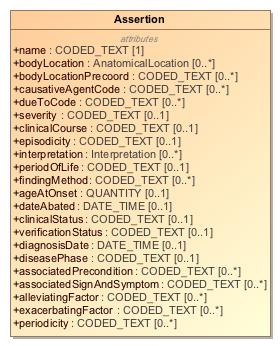 Assertion
attributes
+name : CODED_TEXT [1]
+bodyLocation : AnatomicalLocation [0..*]
+bodyLocationPrecoord : CODED_TEXT [0..*]
+causativeAgentCode : CODED_TEXT [0..*]
+dueToCode : CODED_TEXT [0..*]
+severity : CODED_TEXT [0..1]
+clinicalCourse : CODED_TEXT [0..1]
+episodicity : CODED_TEXT [0..1]
+interpretation : Interpretation [0..*]
+periodOfLife : CODED_TEXT [0..1]
+findingMethod : CODED_TEXT [0..*]
+ageAtOnset : QUANTITY [0..1]
+dateAbated : DATE_TIME [0..1]
+clinicalStatus : CODED_TEXT [0..1]
+verificationStatus : CODED_TEXT [0..1]
+diagnosisDate : DATE_TIME [0..1]
+diseasePhase : CODED_TEXT [0..1]
+associatedPrecondition : CODED_TEXT [0..*]
+associatedSignAndSymptom : CODED_TEXT [0..*]
+alleviatingFactor : CODED_TEXT [0..*]
+exacerbatingFactor : CODED_TEXT [0..*]
+periodicity : CODED_TEXT [0..*]